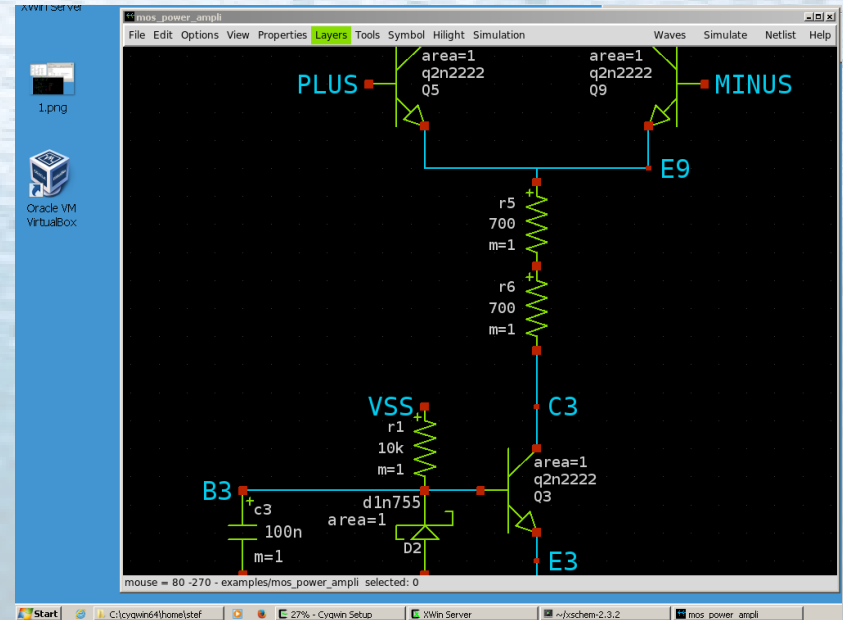 XWin Server
1.png
Oracle VM
VirtualBox
mos_power_ampli
File Edit Options View Properties Layers Tools Symbol Hilight Simulation Waves Simulate Netlist Help
area=1
q2n2222
Q5
PLUS
area=1
q2n2222
Q9
MINUS
E9
r5
700
m=1
r6
700
m=1
C3
VSS
r1
10k
m=1
area=1
q2n2222
Q3
B3
c3
100n
m=1
d1n755
area=1
D2
E3
mouse = 80 -270 - examples/mos_power_ampli selected: 0
Start C:\cygwin64\home\stef 27% - Cygwin Setup XWin Server ~/xschem-2.3.2 mos_power_ampli